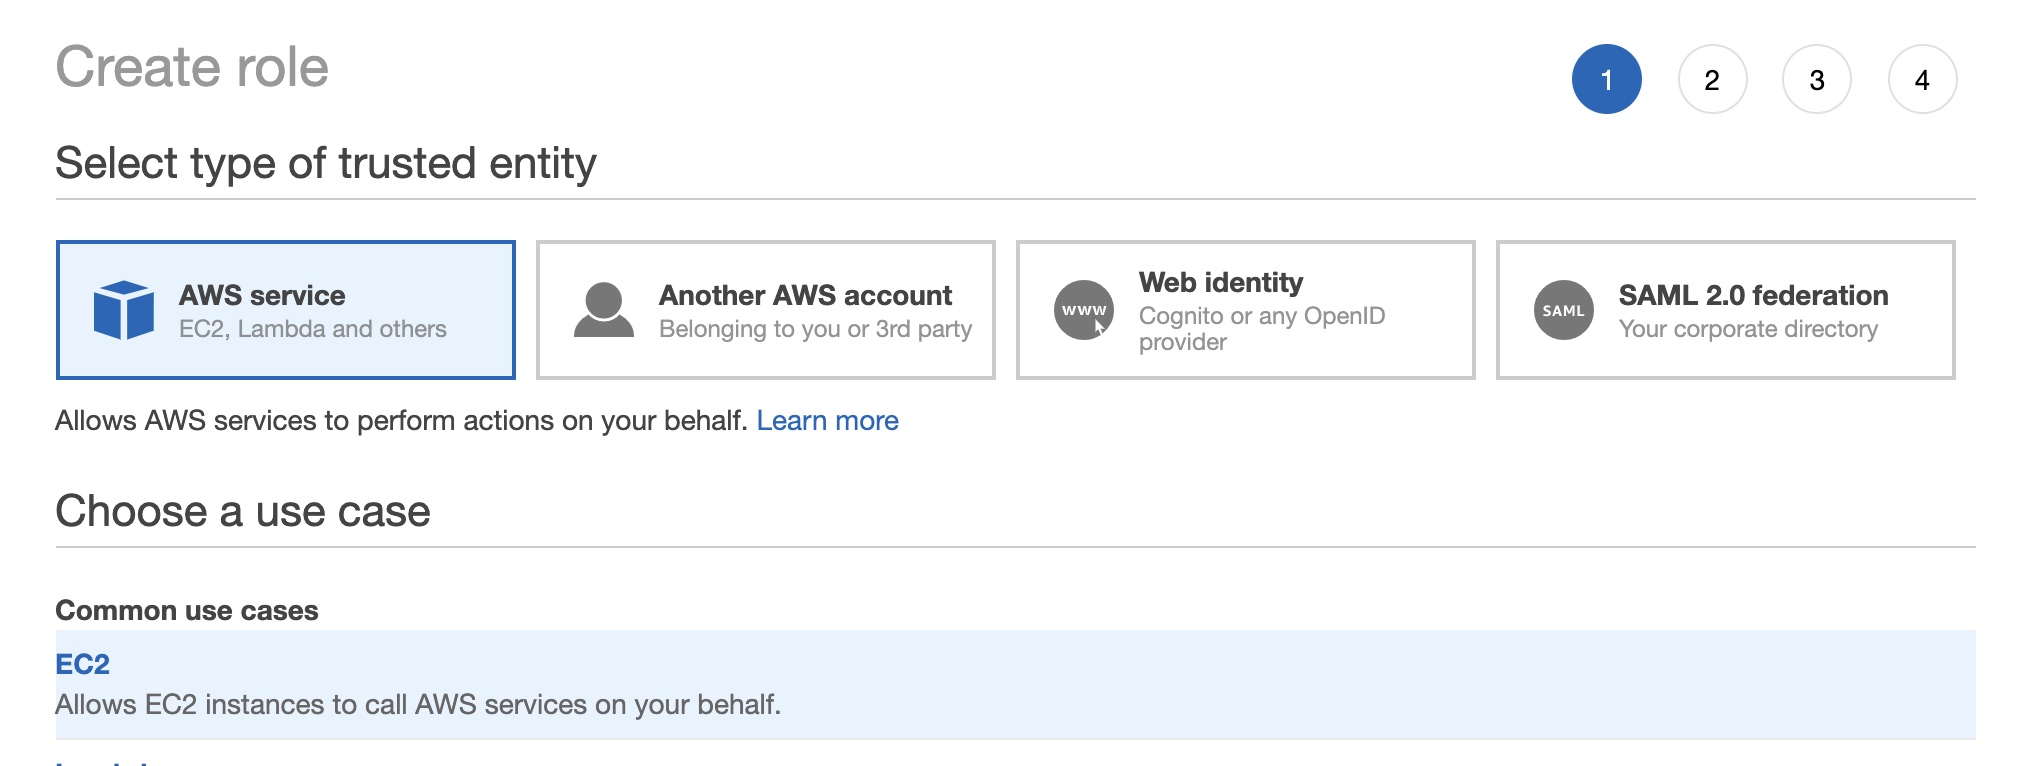 Create role
1 2 3 4
Select type of trusted entity
AWS service
EC2, Lambda and others
Another AWS account
Belonging to you or 3rd party
www
Web identity
Cognito or any OpenID
provider
SAML
SAML 2.0 federation
Your corporate directory
Allows AWS services to perform actions on your behalf. Learn more
Choose a use case
Common use cases
EC2
Allows EC2 instances to call AWS services on your behalf.